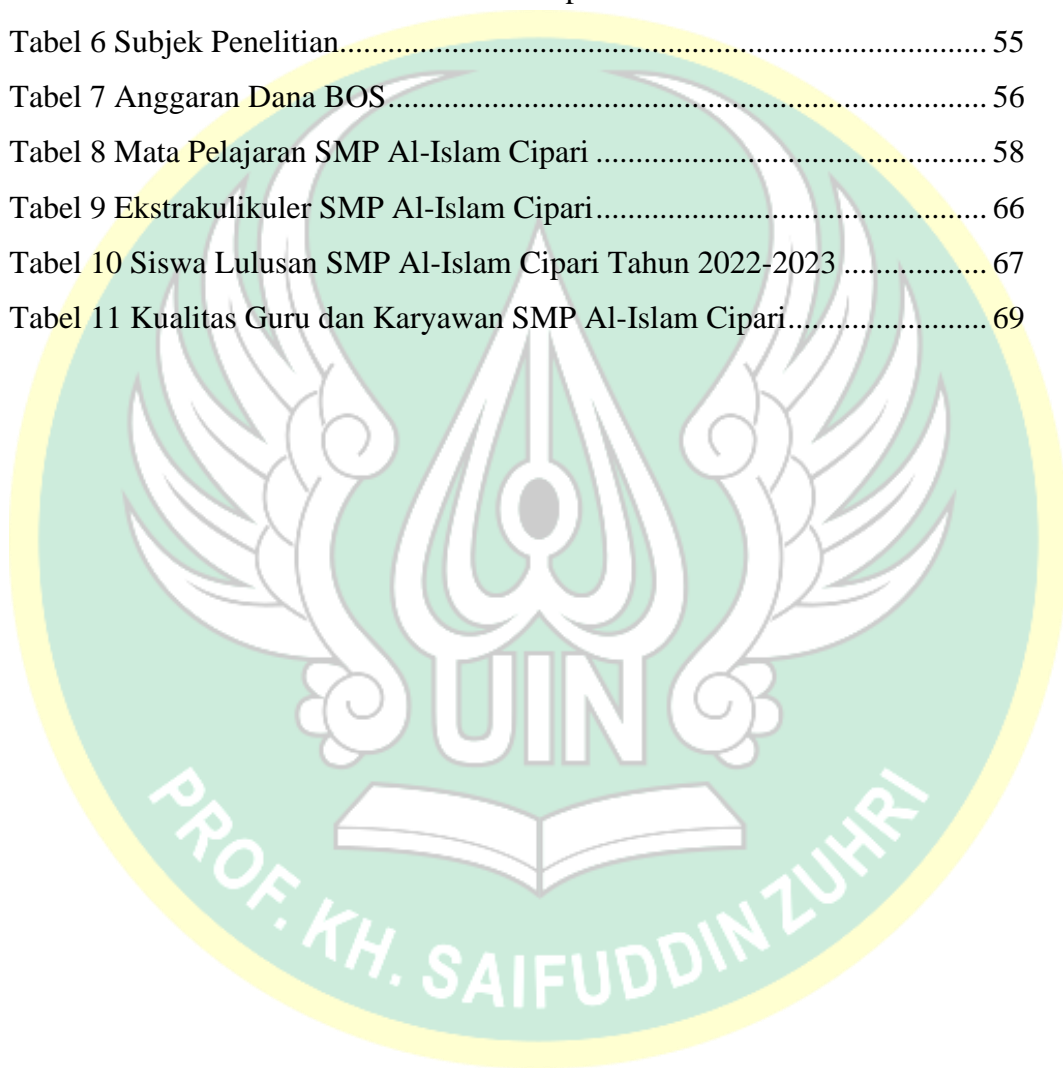 Tabel 6 Subjek Penelitian.............................................................................. 55
Tabel 7 Anggaran Dana BOS........................................................................ 56
Tabel 8 Mata Pelajaran SMP Al-Islam Cipari ............................................... 58
Tabel 9 Ekstrakulikuler SMP Al-Islam Cipari............................................... 66
Tabel 10 Siswa Lulusan SMP Al-Islam Cipari Tahun 2022-2023 ................. 67
Tabel 11 Kualitas Guru dan Karyawan SMP Al-Islam Cipari........................ 69
UIN
PROF. KH. SAIFUDDIN ZUHRI